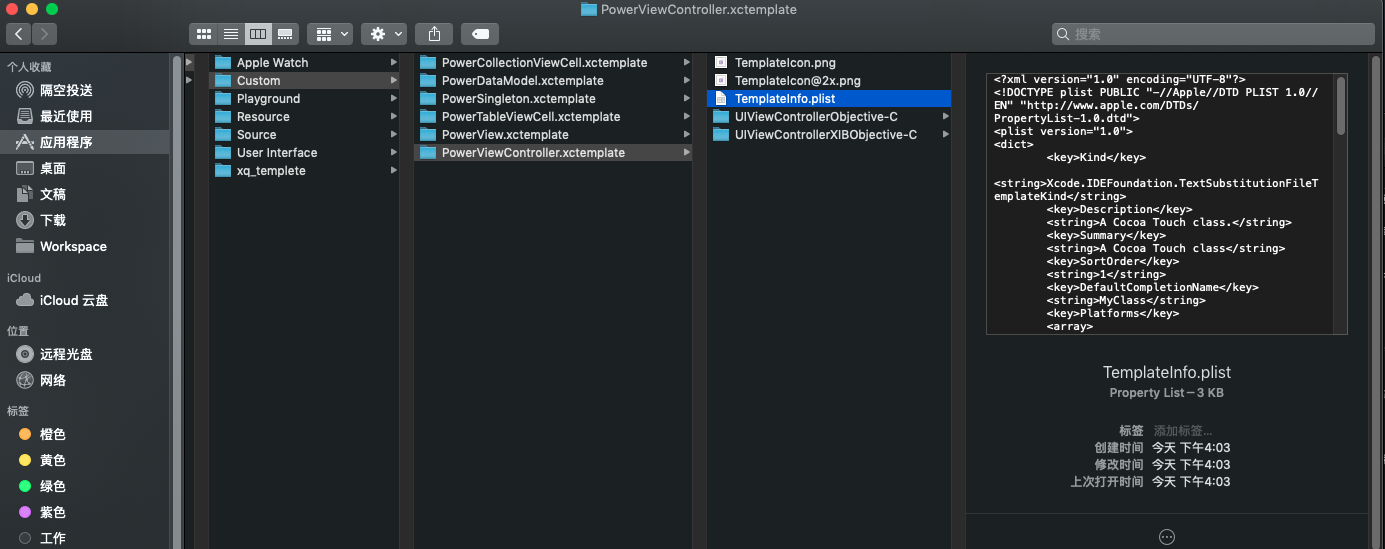 PowerViewController.xctemplate
搜索
个人收藏
隔空投送
最近使用
应用程序
桌面
文稿
下载
Workspace
iCloud
iCloud 云盘
位置
远程光盘
网络
标签
橙色
黄色
绿色
紫色
工作
Apple Watch
Custom
Playground
Resource
Source
User Interface
xq_templete
PowerCollectionViewCell.xctemplate
PowerDataModel.xctemplate
PowerSingleton.xctemplate
PowerTableViewCell.xctemplate
PowerView.xctemplate
PowerViewController.xctemplate
TemplateIcon.png
TemplateIcon@2x.png
TemplateInfo.plist
UIViewControllerObjective-C
UIViewControllerXIBObjective-C
<?xml version="1.0" encoding="UTF-8"?>
<!DOCTYPE plist PUBLIC "-//Apple//DTD PLIST 1.0//
EN" "http://www.apple.com/DTDs/
PropertyList-1.0.dtd">
<plist version="1.0">
<dict>
<key>Kind</key>
<string>Xcode.IDEFoundation.TextSubstitutionFileT
emplateKind</string>
<key>Description</key>
<string>A Cocoa Touch class.</string>
<key>Summary</key>
<string>A Cocoa Touch class</string>
<key>SortOrder</key>
<string>1</string>
<key>DefaultCompletionName</key>
<string>MyClass</string>
<key>Platforms</key>
<array>
TemplateInfo.plist
Property List – 3 KB
标签 添加标签...
创建时间 今天 下午4:03
修改时间 今天 下午4:03
上次打开时间 今天 下午4:03